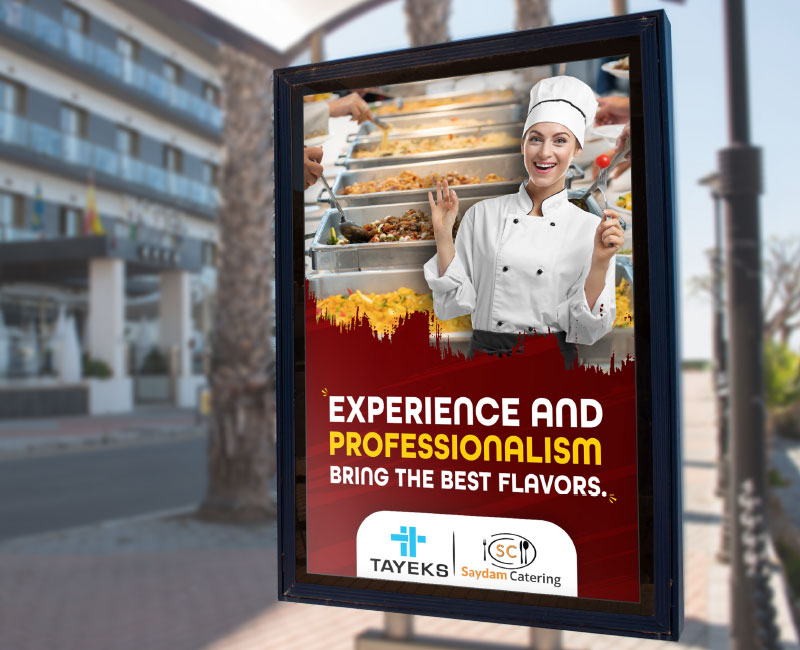 EXPERIENCE AND
PROFESSIONALISM
BRING THE BEST FLAVORS.
TAYEKS
SC
Saydam Catering